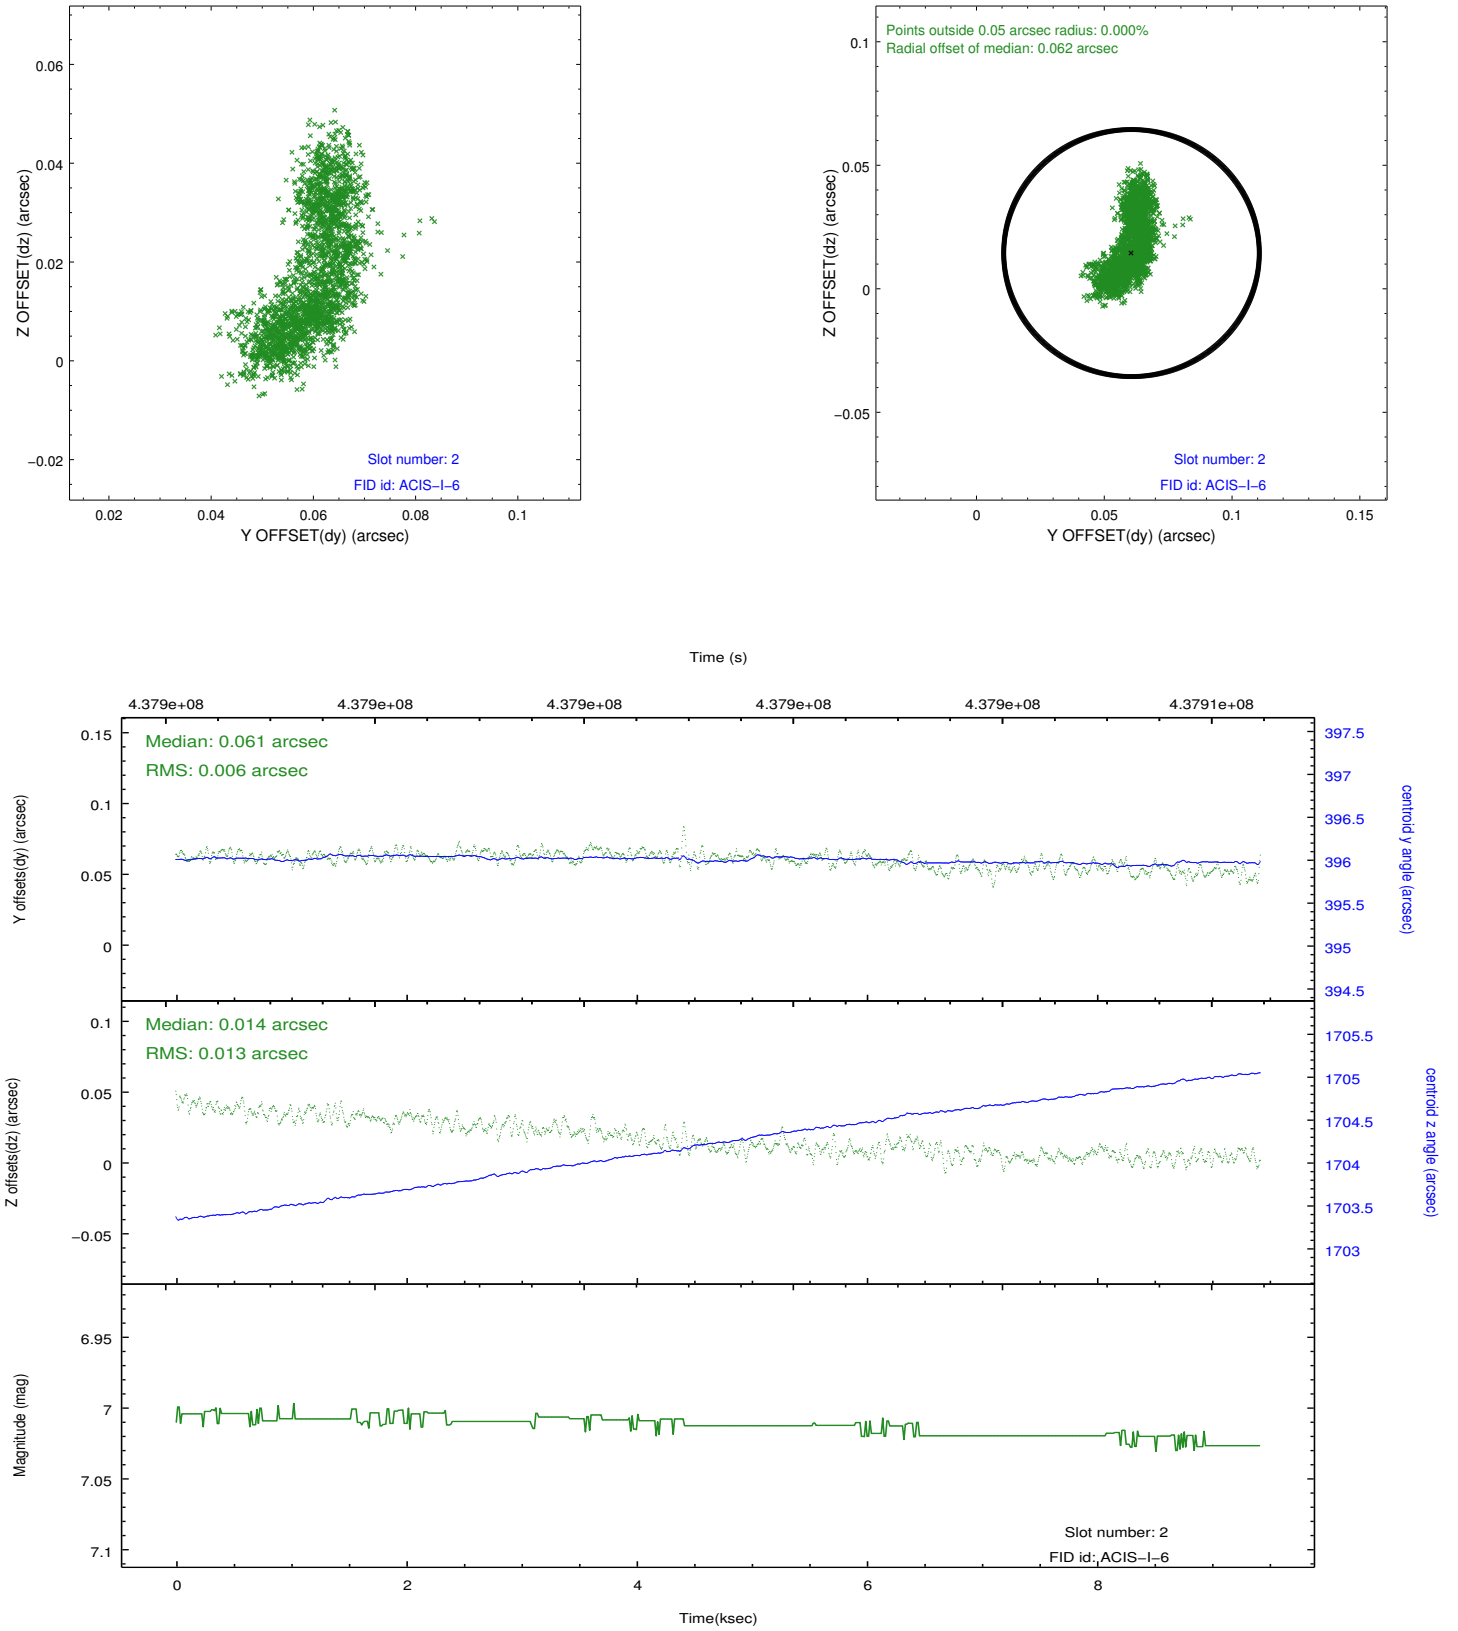 0.06
0.04
0.02
0
−0.02
Z OFFSET(dz) (arcsec)
Slot number: 2
FID id: ACIS−I−6
0.02
0.04
0.06
0.08
0.1
Y OFFSET(dy) (arcsec)
Points outside 0.05 arcsec radius: 0.000%
Radial offset of median: 0.062 arcsec
0.1
0.05
0
−0.05
Z OFFSET(dz) (arcsec)
Slot number: 2
FID id: ACIS−I−6
0
0.05
0.1
0.15
Y OFFSET(dy) (arcsec)
Time (s)
4.379e+08
4.379e+08
4.379e+08
4.379e+08
4.379e+08
4.3791e+08
Median: 0.061 arcsec
RMS: 0.006 arcsec
0.15
0.1
0.05
0
Y offsets(dy) (arcsec)
397.5
397
396.5
396
395.5
395
394.5
centroid y angle (arcsec)
Median: 0.014 arcsec
RMS: 0.013 arcsec
0.1
0.05
0
−0.05
Z offsets(dz) (arcsec)
1705.5
1705
1704.5
1704
1703.5
1703
centroid z angle (arcsec)
6.95
7
7.05
7.1
Magnitude (mag)
Slot number: 2
FID id: ACIS−I−6
0
2
4
6
8
Time(ksec)